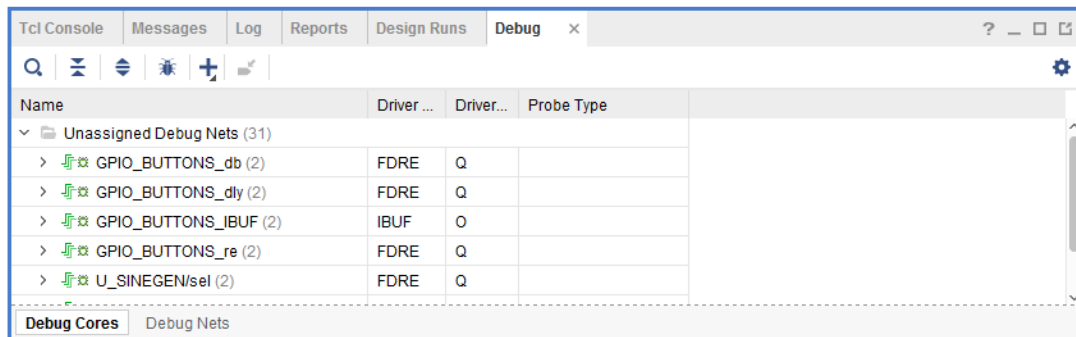 Tcl Console Messages Log Reports Design Runs Debug × ? _
Name Driver ... Driver... Probe Type
Unassigned Debug Nets (31)
GPIO_BUTTONS_db (2) FDRE Q
GPIO_BUTTONS_dly (2) FDRE Q
GPIO_BUTTONS_IBUF (2) IBUF O
GPIO_BUTTONS_re (2) FDRE Q
U_SINEGEN/sel (2) FDRE Q
Debug Cores Debug Nets